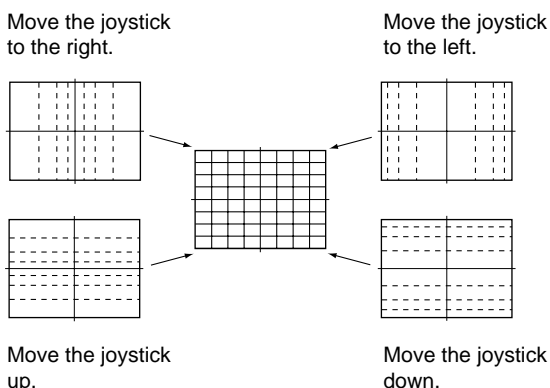 Move the joystick
to the right.
Move the joystick
to the left.
Move the joystick
up.
Move the joystick
down.